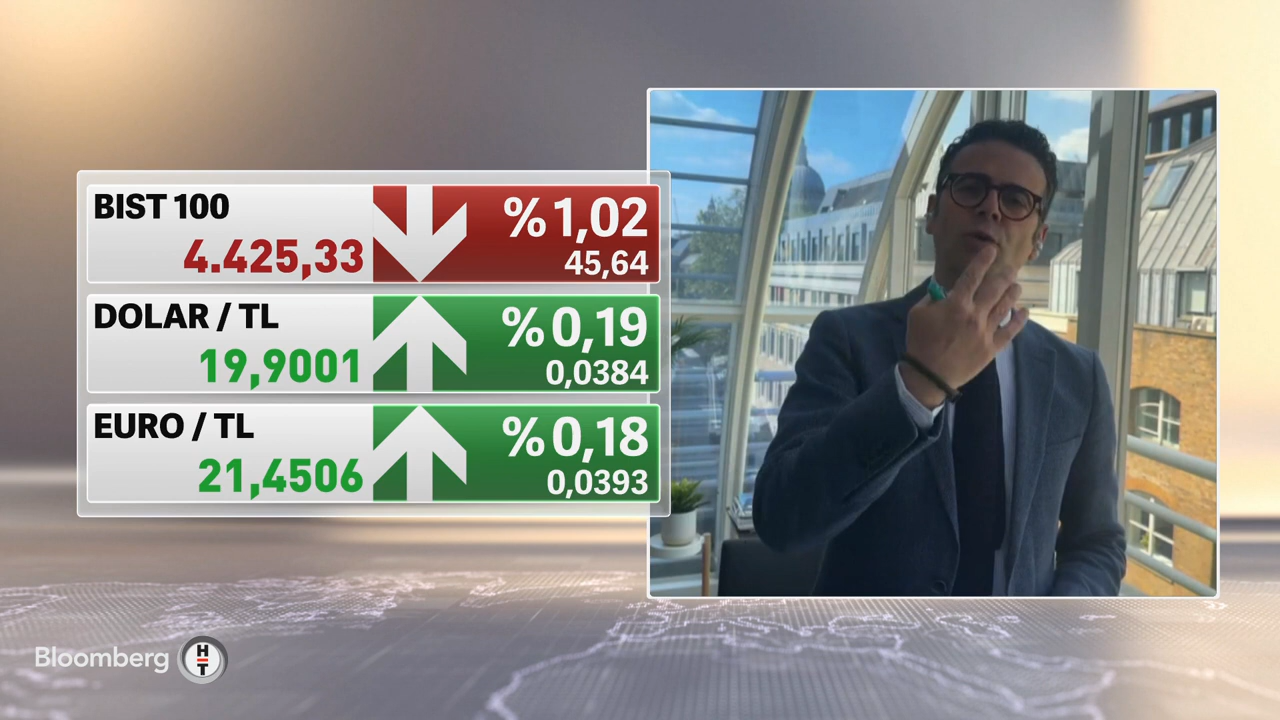 BIST 100
4.425,33
%1,02
45,64
DOLAR / TL
19,9001
%0,19
0,0384
EURO / TL
21,4506
%0,18
0,0393
Bloomberg HT